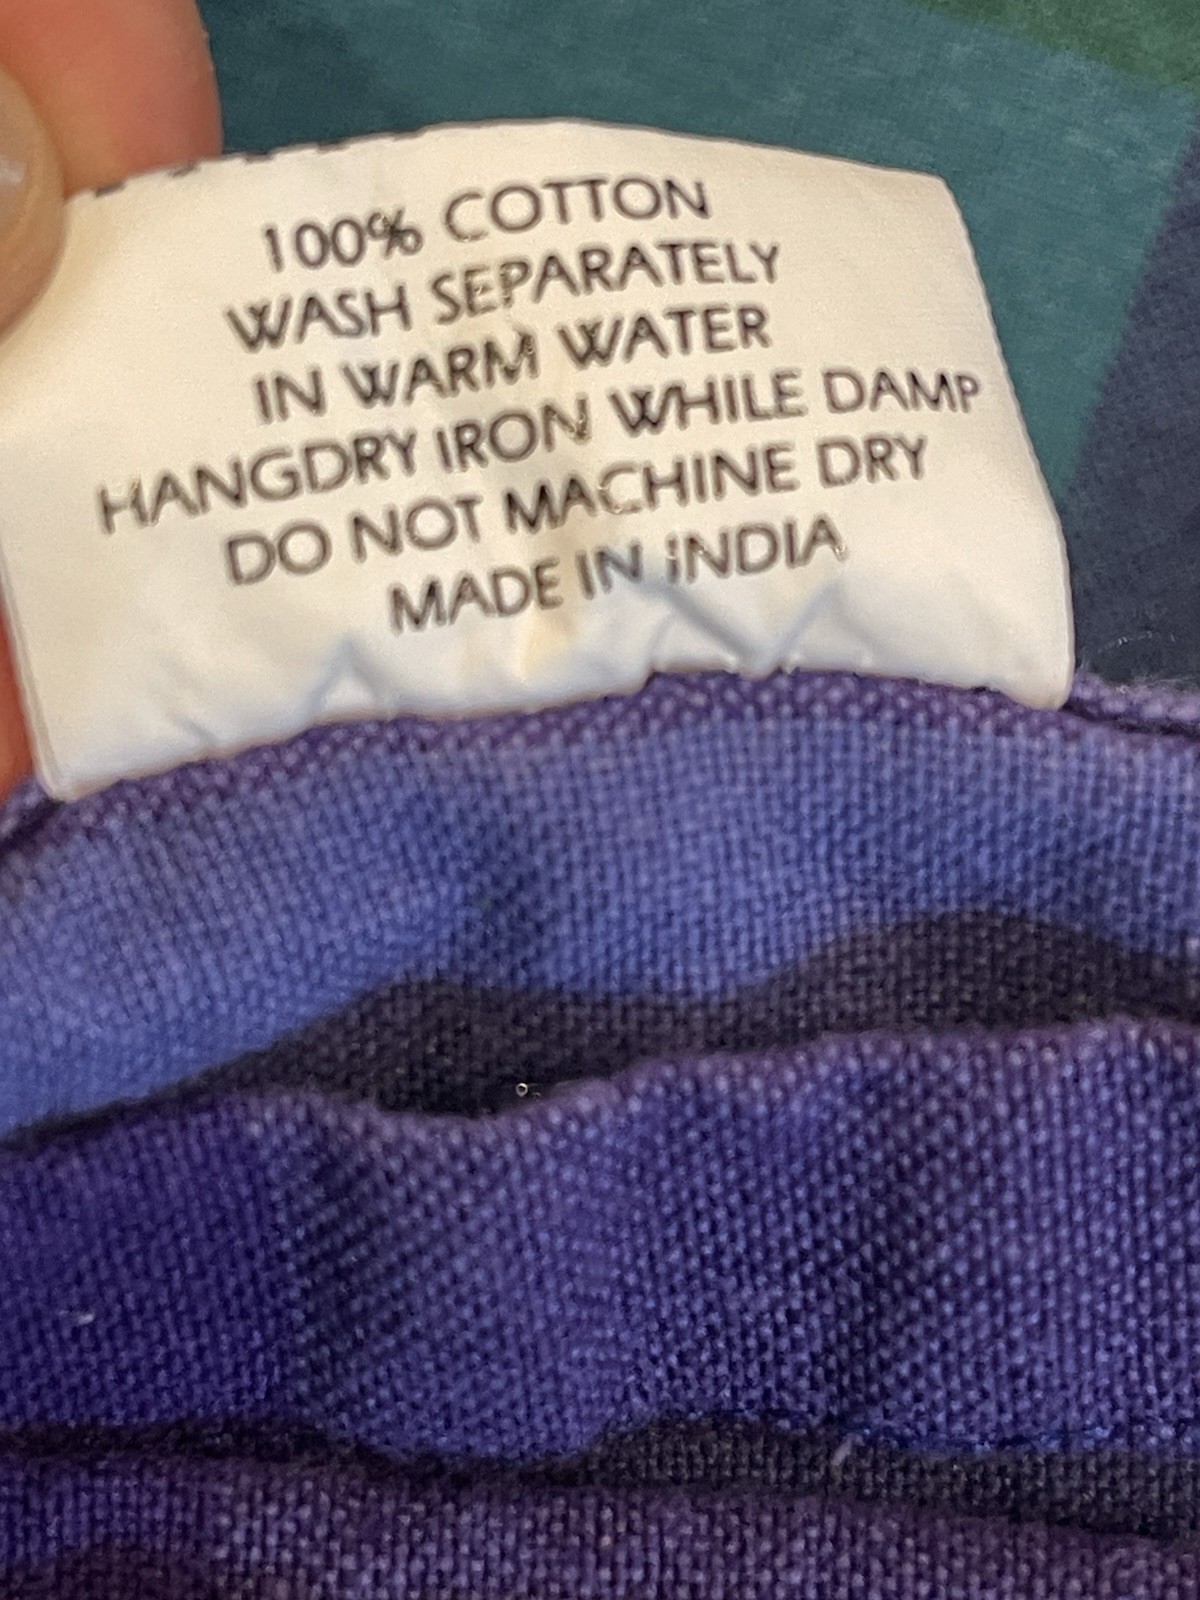 100% COTTON
WASH SEPARATELY
IN WARM WATER
HANGDRY IRON WHILE DAMP
DO NOT MACHINE DRY
MADE IN iNDIA